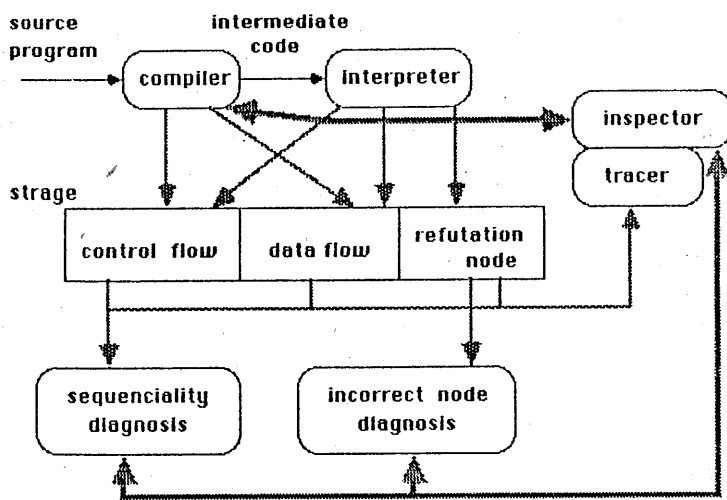 source
program
intermediate
code
compiler
interpreter
inspector
tracer
strage
control flow
data flow
refutation
node
sequenciality
diagnosis
incorrect node
diagnosis